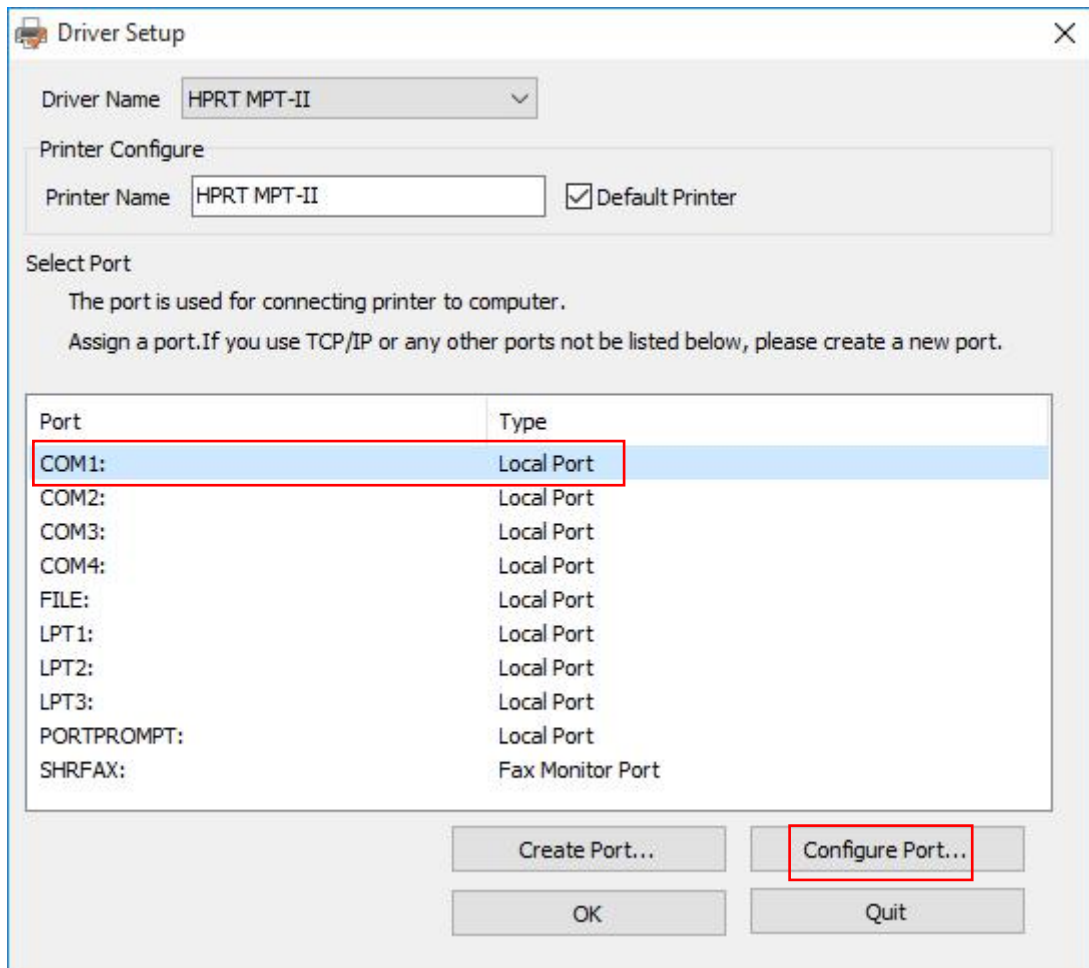 Driver Setup
Driver Name HPRT MPT-II
Printer Configure
Printer Name HPRT MPT-II Default Printer
Select Port
The port is used for connecting printer to computer.
Assign a port.If you use TCP/IP or any other ports not be listed below, please create a new port.
Port Type
COM1: Local Port
COM2: Local Port
COM3: Local Port
COM4: Local Port
FILE: Local Port
LPT1: Local Port
LPT2: Local Port
LPT3: Local Port
PORTPROMPT: Local Port
SHRFAX: Fax Monitor Port
Create Port... Configure Port...
OK Quit